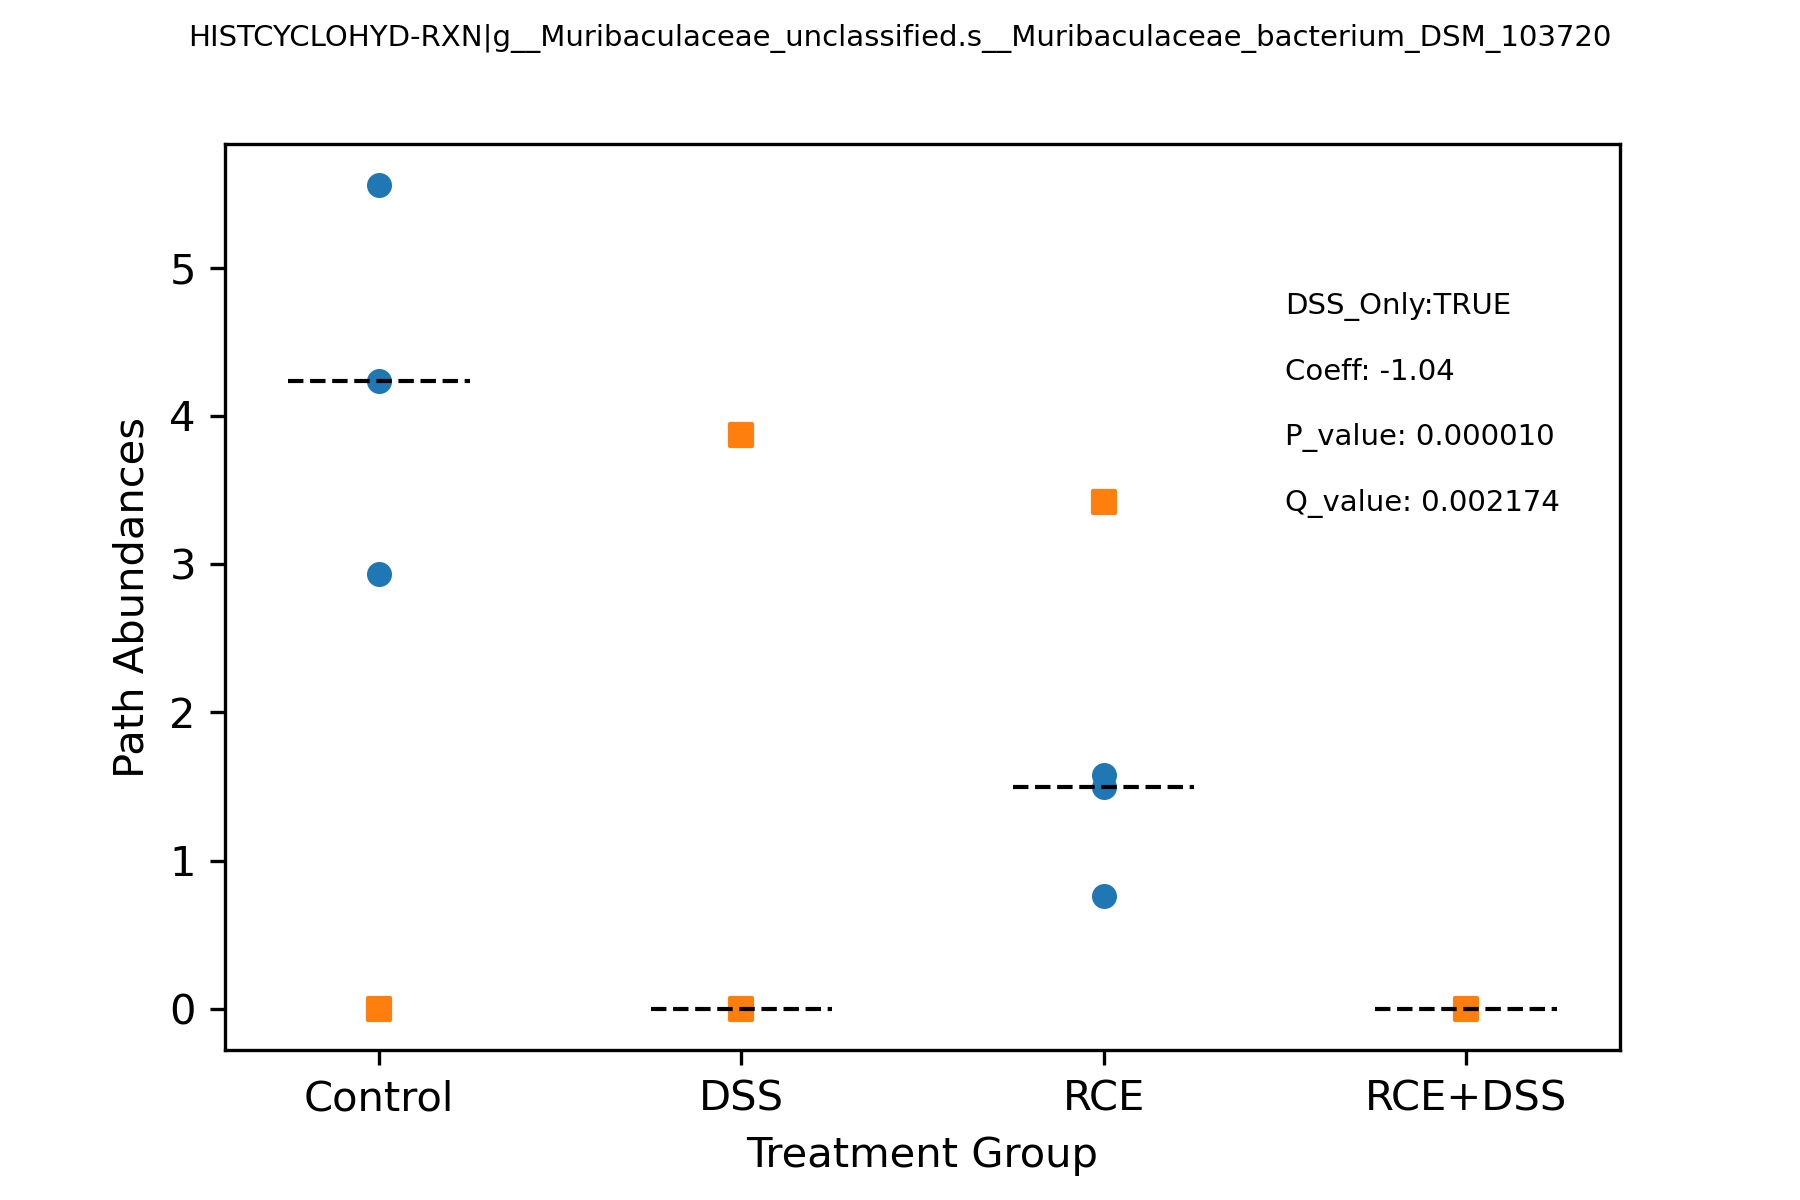 HISTCYCLOHYD-RXN|g__Muribaculaceae_unclassified.s__Muribaculaceae_bacterium_DSM_103720
Path Abundances
5
4
3
2
1
0
DSS_Only:TRUE
Coeff: -1.04
P_value: 0.000010
Q_value: 0.002174
Control DSS RCE RCE+DSS
Treatment Group